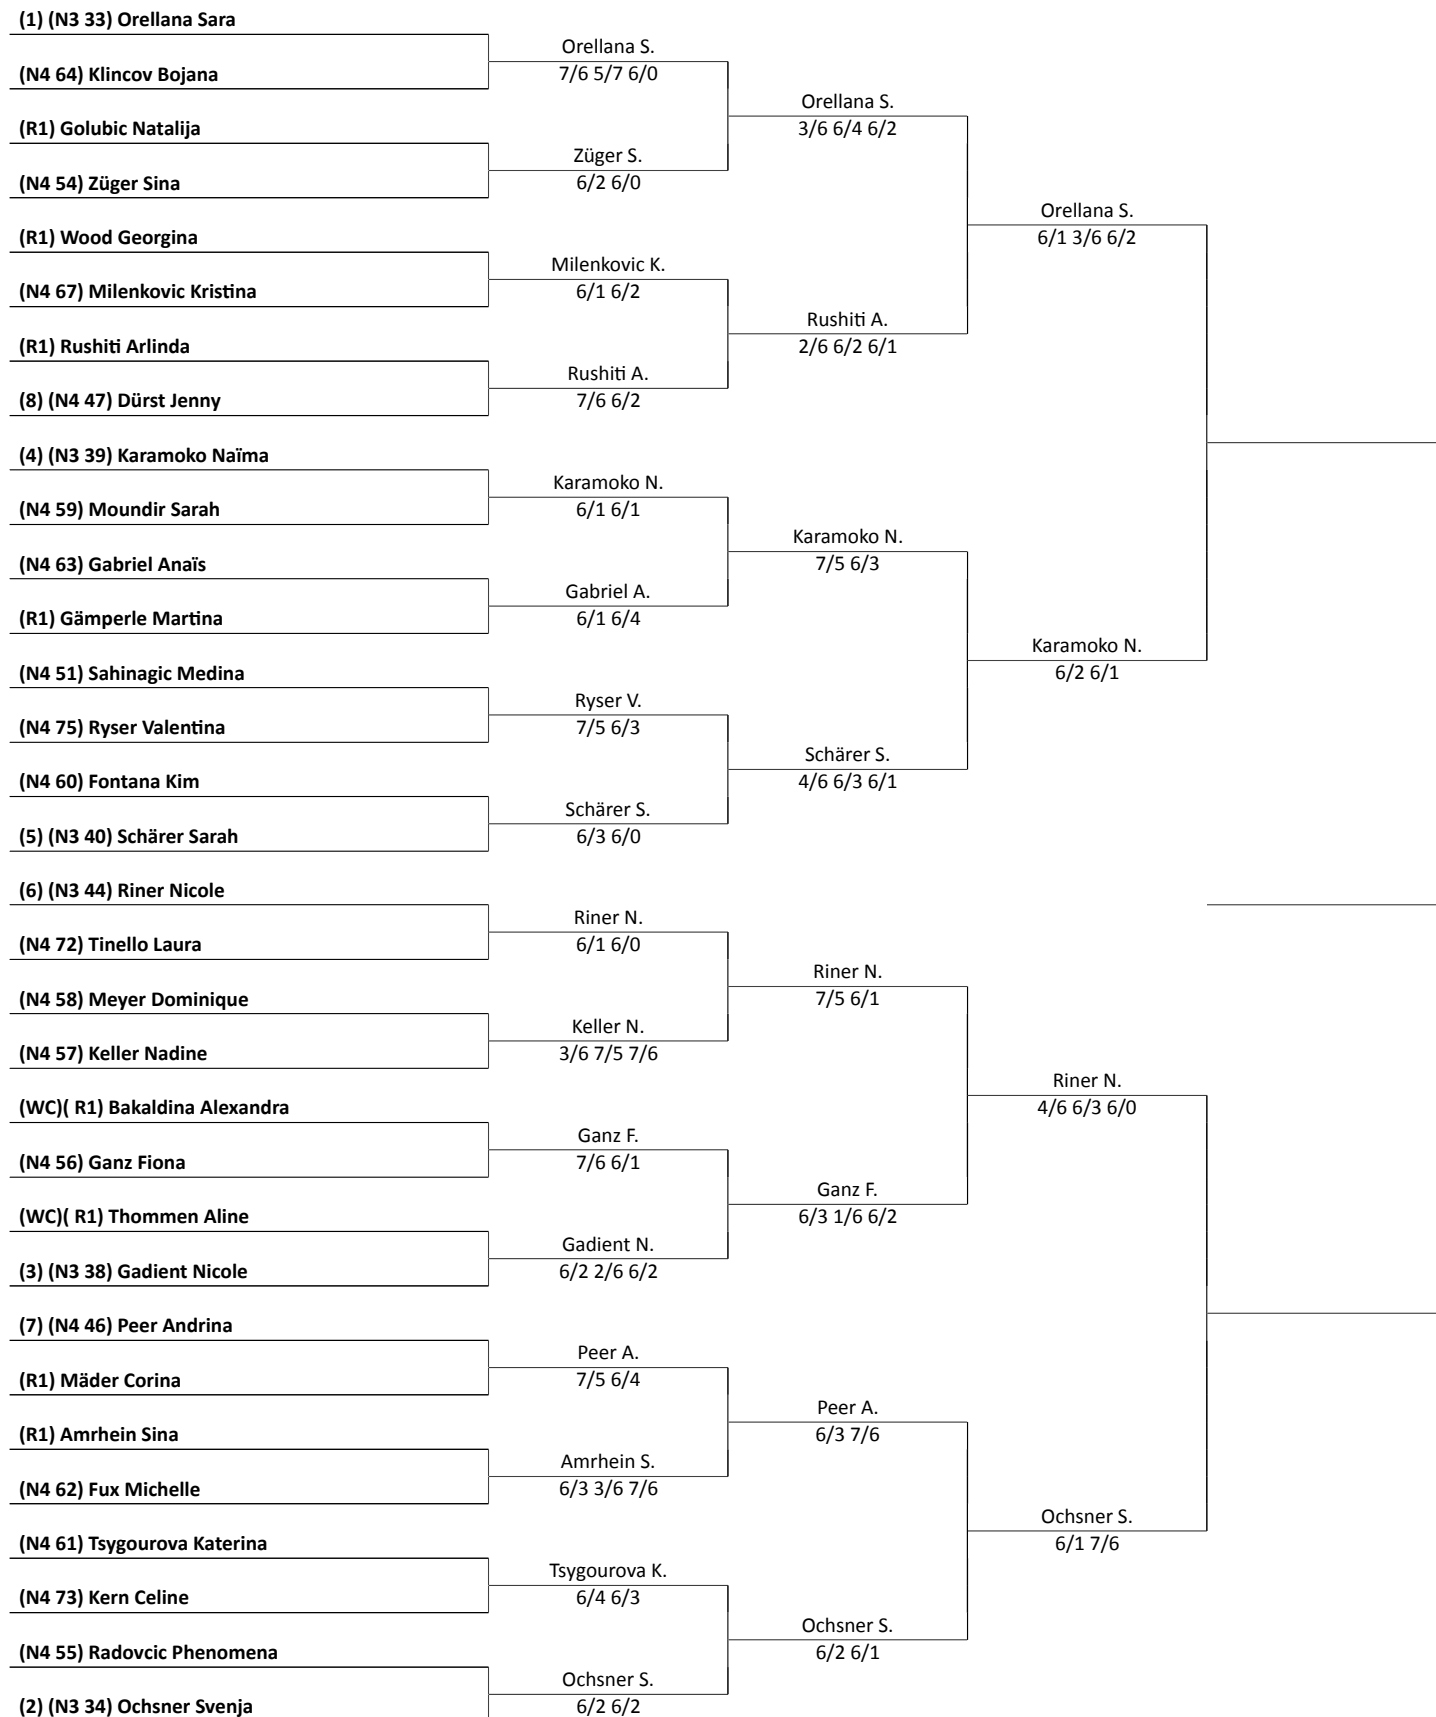 (1) (N3 33) Orellana Sara
Orellana S.
(N4 64) Klincov Bojana
7/6 5/7 6/0
Orellana S.
(R1) Golubic Natalija
3/6 6/4 6/2
Züger S.
(N4 54) Züger Sina
6/2 6/0
Orellana S.
(R1) Wood Georgina
6/1 3/6 6/2
Milenkovic K.
(N4 67) Milenkovic Kristina
6/1 6/2
Rushiti A.
(R1) Rushiti Arlinda
2/6 6/2 6/1
Rushiti A.
(8) (N4 47) Dürst Jenny
7/6 6/2
(4) (N3 39) Karamoko Naïma
Karamoko N.
(N4 59) Moundir Sarah
6/1 6/1
Karamoko N.
(N4 63) Gabriel Anaïs
7/5 6/3
Gabriel A.
(R1) Gämperle Martina
6/1 6/4
Karamoko N.
(N4 51) Sahinagic Medina
6/2 6/1
Ryser V.
(N4 75) Ryser Valentina
7/5 6/3
Schärer S.
(N4 60) Fontana Kim
4/6 6/3 6/1
Schärer S.
(5) (N3 40) Schärer Sarah
6/3 6/0
(6) (N3 44) Riner Nicole
Riner N.
(N4 72) Tinello Laura
6/1 6/0
Riner N.
(N4 58) Meyer Dominique
7/5 6/1
Keller N.
(N4 57) Keller Nadine
3/6 7/5 7/6
Riner N.
(WC)( R1) Bakaldina Alexandra
4/6 6/3 6/0
Ganz F.
(N4 56) Ganz Fiona
7/6 6/1
Ganz F.
(WC)( R1) Thommen Aline
6/3 1/6 6/2
Gadient N.
(3) (N3 38) Gadient Nicole
6/2 2/6 6/2
(7) (N4 46) Peer Andrina
Peer A.
(R1) Mäder Corina
7/5 6/4
Peer A.
(R1) Amrhein Sina
6/3 7/6
Amrhein S.
(N4 62) Fux Michelle
6/3 3/6 7/6
Ochsner S.
(N4 61) Tsygourova Katerina
6/1 7/6
Tsygourova K.
(N4 73) Kern Celine
6/4 6/3
Ochsner S.
(N4 55) Radovcic Phenomena
6/2 6/1
Ochsner S.
(2) (N3 34) Ochsner Svenja
6/2 6/2